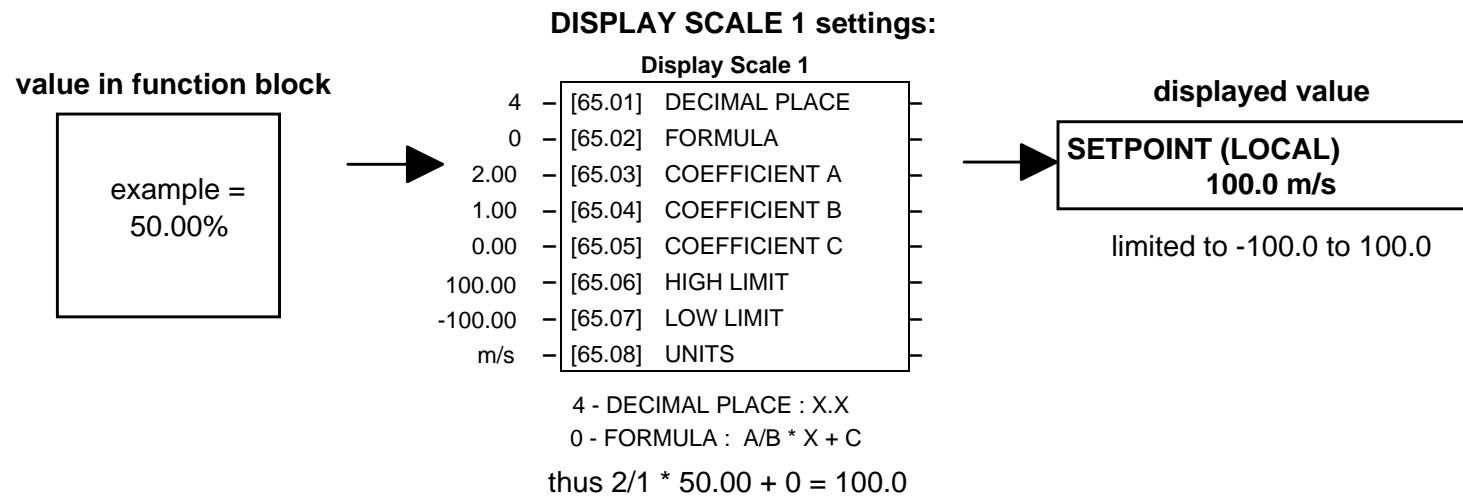 DISPLAY SCALE 1 settings:
value in function block
example =
50.00%
Display Scale 1
4 – [65.01] DECIMAL PLACE –
0 – [65.02] FORMULA –
2.00 – [65.03] COEFFICIENT A –
1.00 – [65.04] COEFFICIENT B –
0.00 – [65.05] COEFFICIENT C –
100.00 – [65.06] HIGH LIMIT –
-100.00 – [65.07] LOW LIMIT –
m/s – [65.08] UNITS –
4 - DECIMAL PLACE : X.X
0 - FORMULA : A/B * X + C
thus 2/1 * 50.00 + 0 = 100.0
displayed value
SETPOINT (LOCAL)
100.0 m/s
limited to -100.0 to 100.0